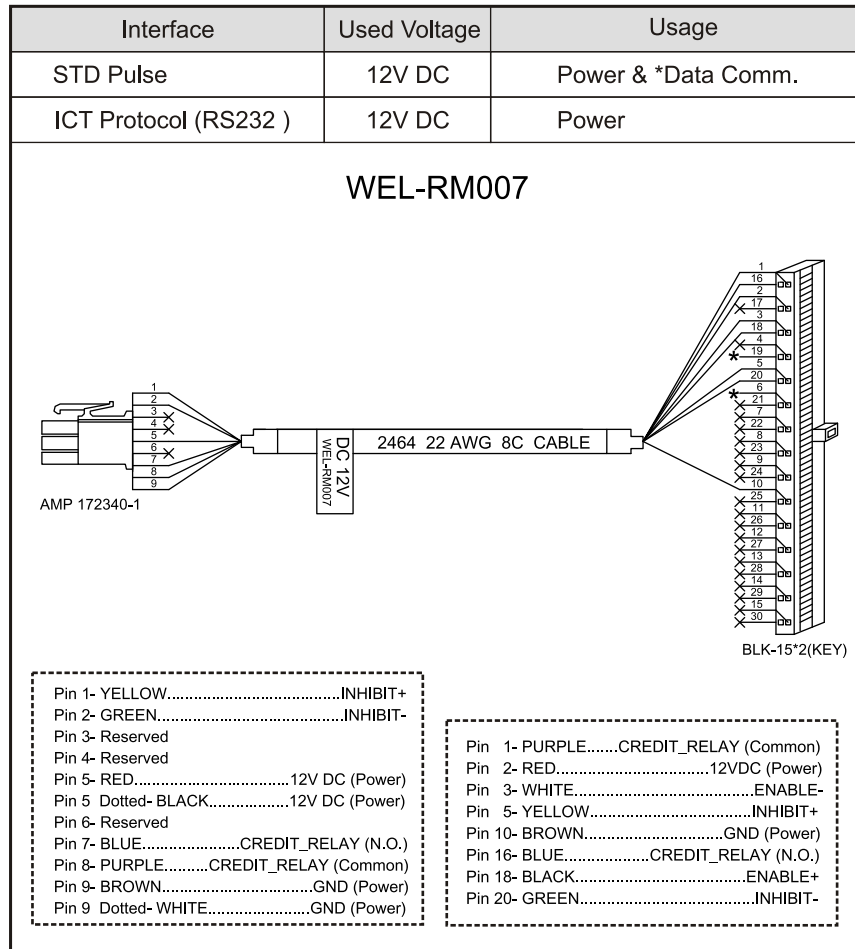 Interface Used Voltage Usage
STD Pulse 12V DC Power & *Data Comm.
ICT Protocol (RS232 ) 12V DC Power
WEL-RM007
1
2
3
4
5
6
7
8
9
AMP 172340-1
DC 12V
WEL-RM007
2464 22 AWG 8C CABLE
1
16
2
17
3
18
4
* 19
5
20
6
* 21
7
22
8
23
9
24
10
25
11
26
12
27
13
28
14
29
15
30
BLK-15*2(KEY)
Pin 1- YELLOW..................................INHIBIT+
Pin 2- GREEN....................................INHIBIT-
Pin 3- Reserved
Pin 4- Reserved
Pin 5- RED..............................12V DC (Power)
Pin 5 Dotted- BLACK............12V DC (Power)
Pin 6- Reserved
Pin 7- BLUE....................CREDIT_RELAY (N.O.)
Pin 8- PURPLE.........CREDIT_RELAY (Common)
Pin 9- BROWN............................GND (Power)
Pin 9 Dotted- WHITE....................GND (Power)
Pin 1- PURPLE.......CREDIT_RELAY (Common)
Pin 2- RED...............................12VDC (Power)
Pin 3- WHITE....................................ENABLE-
Pin 5- YELLOW.................................INHIBIT+
Pin 10- BROWN...........................GND (Power)
Pin 16- BLUE..................CREDIT_RELAY (N.O.)
Pin 18- BLACK..................................ENABLE+
Pin 20- GREEN...................................INHIBIT-